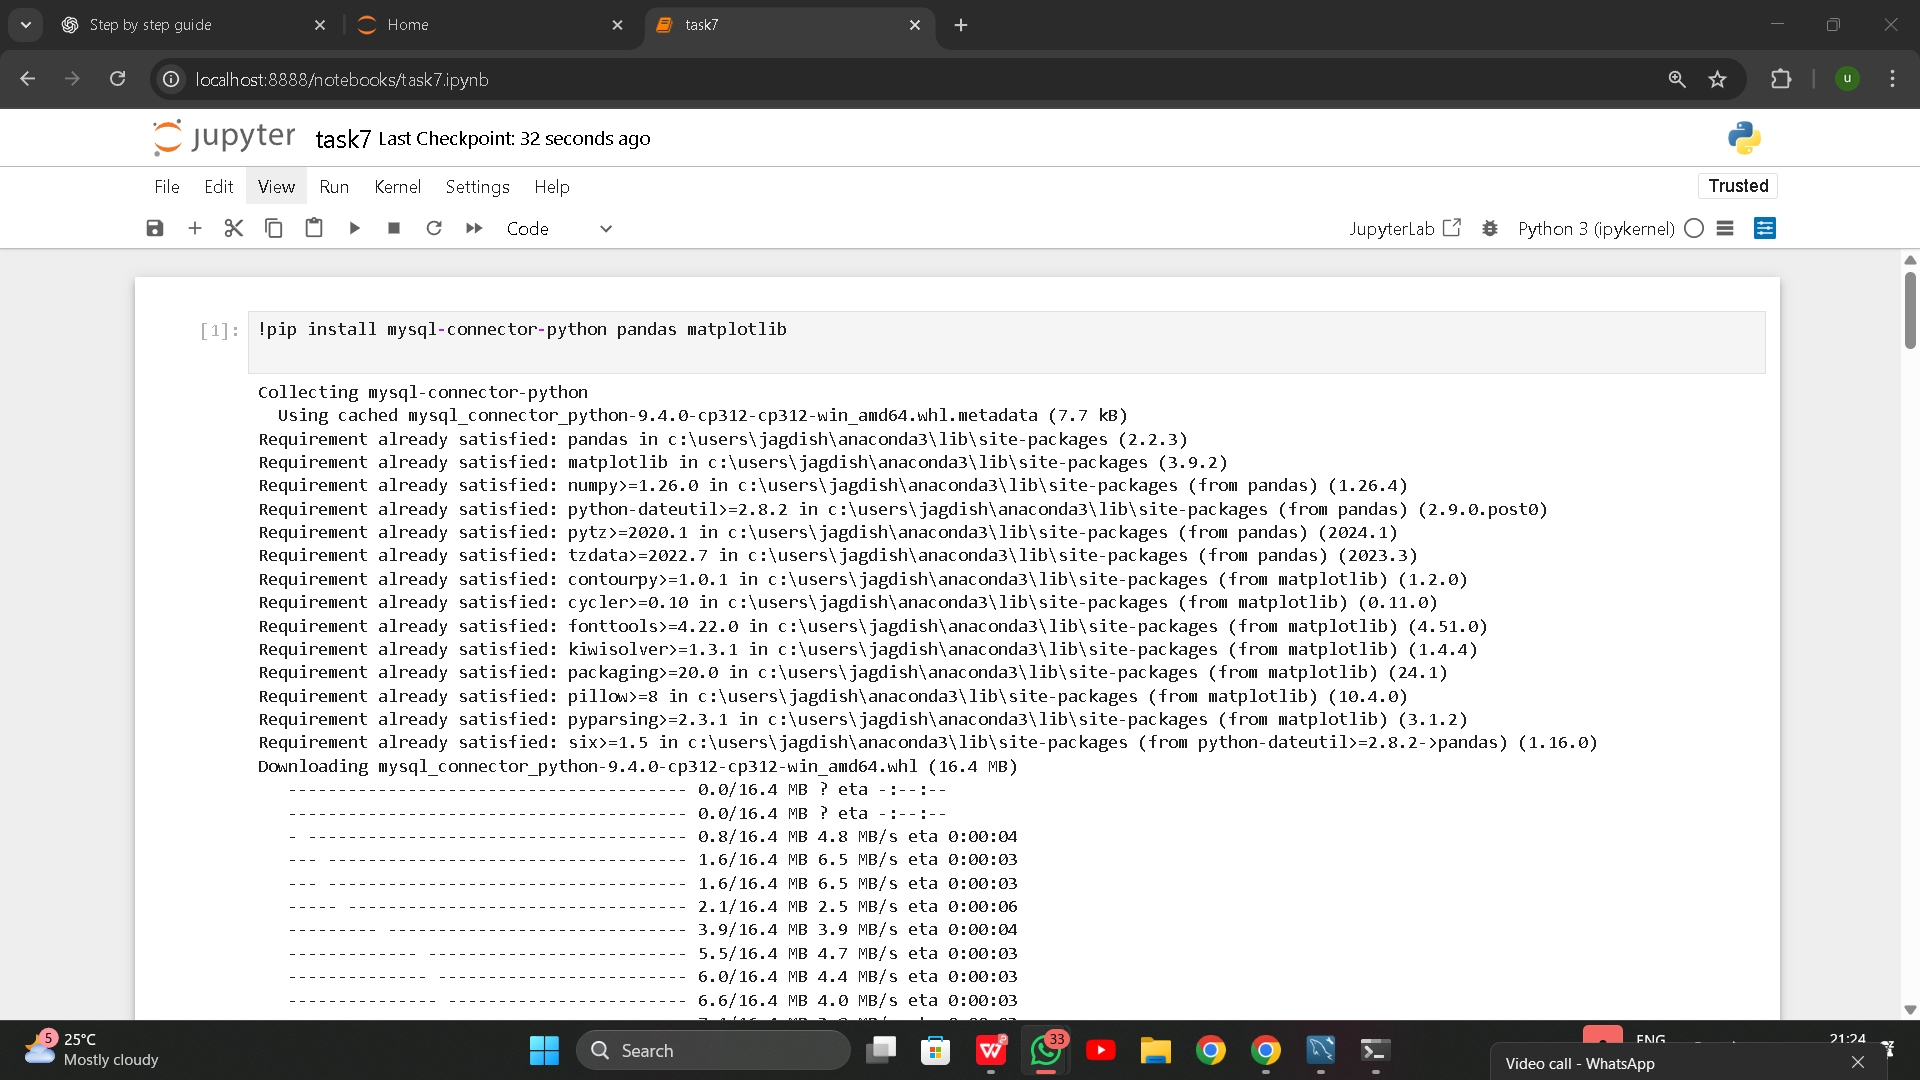 Step by step guide
Home
task7
localhost:8888/notebooks/task7.ipynb
u
jupyter task7 Last Checkpoint: 32 seconds ago
File Edit View Run Kernel Settings Help
Trusted
Code
JupyterLab
Python 3 (ipykernel)
[1]: !pip install mysql-connector-python pandas matplotlib
Collecting mysql-connector-python
Using cached mysql_connector_python-9.4.0-cp312-cp312-win_amd64.whl.metadata (7.7 kB)
Requirement already satisfied: pandas in c:\users\jagdish\anaconda3\lib\site-packages (2.2.3)
Requirement already satisfied: matplotlib in c:\users\jagdish\anaconda3\lib\site-packages (3.9.2)
Requirement already satisfied: numpy>=1.26.0 in c:\users\jagdish\anaconda3\lib\site-packages (from pandas) (1.26.4)
Requirement already satisfied: python-dateutil>=2.8.2 in c:\users\jagdish\anaconda3\lib\site-packages (from pandas) (2.9.0.post0)
Requirement already satisfied: pytz>=2020.1 in c:\users\jagdish\anaconda3\lib\site-packages (from pandas) (2024.1)
Requirement already satisfied: tzdata>=2022.7 in c:\users\jagdish\anaconda3\lib\site-packages (from pandas) (2023.3)
Requirement already satisfied: contourpy>=1.0.1 in c:\users\jagdish\anaconda3\lib\site-packages (from matplotlib) (1.2.0)
Requirement already satisfied: cycler>=0.10 in c:\users\jagdish\anaconda3\lib\site-packages (from matplotlib) (0.11.0)
Requirement already satisfied: fonttools>=4.22.0 in c:\users\jagdish\anaconda3\lib\site-packages (from matplotlib) (4.51.0)
Requirement already satisfied: kiwisolver>=1.3.1 in c:\users\jagdish\anaconda3\lib\site-packages (from matplotlib) (1.4.4)
Requirement already satisfied: packaging>=20.0 in c:\users\jagdish\anaconda3\lib\site-packages (from matplotlib) (24.1)
Requirement already satisfied: pillow>=8 in c:\users\jagdish\anaconda3\lib\site-packages (from matplotlib) (10.4.0)
Requirement already satisfied: pyparsing>=2.3.1 in c:\users\jagdish\anaconda3\lib\site-packages (from matplotlib) (3.1.2)
Requirement already satisfied: six>=1.5 in c:\users\jagdish\anaconda3\lib\site-packages (from python-dateutil>=2.8.2->pandas) (1.16.0)
Downloading mysql_connector_python-9.4.0-cp312-cp312-win_amd64.whl (16.4 MB)
---------------------------------------- 0.0/16.4 MB ? eta -:--:--
---------------------------------------- 0.0/16.4 MB ? eta -:--:--
- -------------------------------------- 0.8/16.4 MB 4.8 MB/s eta 0:00:04
--- ------------------------------------ 1.6/16.4 MB 6.5 MB/s eta 0:00:03
--- ------------------------------------ 1.6/16.4 MB 6.5 MB/s eta 0:00:03
----- ---------------------------------- 2.1/16.4 MB 2.5 MB/s eta 0:00:06
--------- ------------------------------ 3.9/16.4 MB 3.9 MB/s eta 0:00:04
------------- -------------------------- 5.5/16.4 MB 4.7 MB/s eta 0:00:03
-------------- ------------------------- 6.0/16.4 MB 4.4 MB/s eta 0:00:03
--------------- ------------------------ 6.6/16.4 MB 4.0 MB/s eta 0:00:03
5
25°C
Mostly cloudy
Search
33
ENG
21:24
Video call - WhatsApp